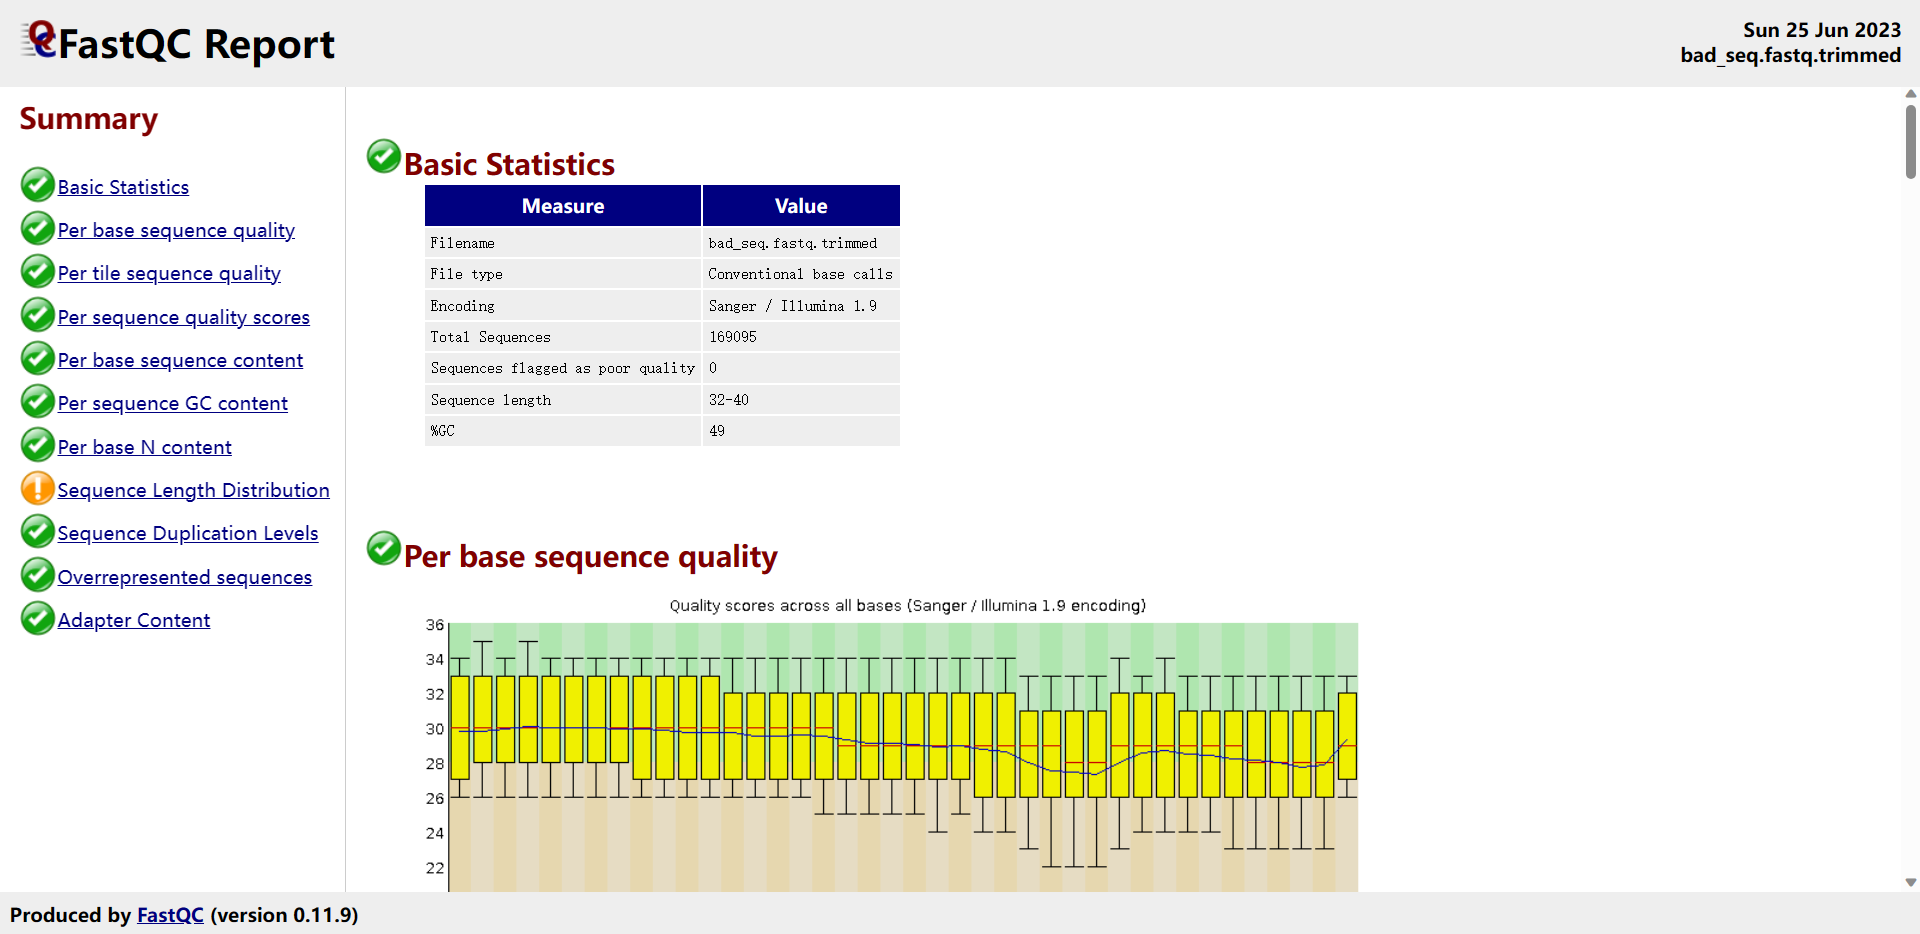 FastQC Report
Sun 25 Jun 2023
bad_seq.fastq.trimmed
Summary
Basic Statistics
Per base sequence quality
Per tile sequence quality
Per sequence quality scores
Per base sequence content
Per sequence GC content
Per base N content
Sequence Length Distribution
Sequence Duplication Levels
Overrepresented sequences
Adapter Content
Basic Statistics
Measure Value
Filename bad_seq.fastq.trimmed
File type Conventional base calls
Encoding Sanger / Illumina 1.9
Total Sequences 169095
Sequences flagged as poor quality 0
Sequence length 32-40
%GC 49
Per base sequence quality
Quality scores across all bases (Sanger / Illumina 1.9 encoding)
36
34
32
30
28
26
24
22
Produced by FastQC (version 0.11.9)